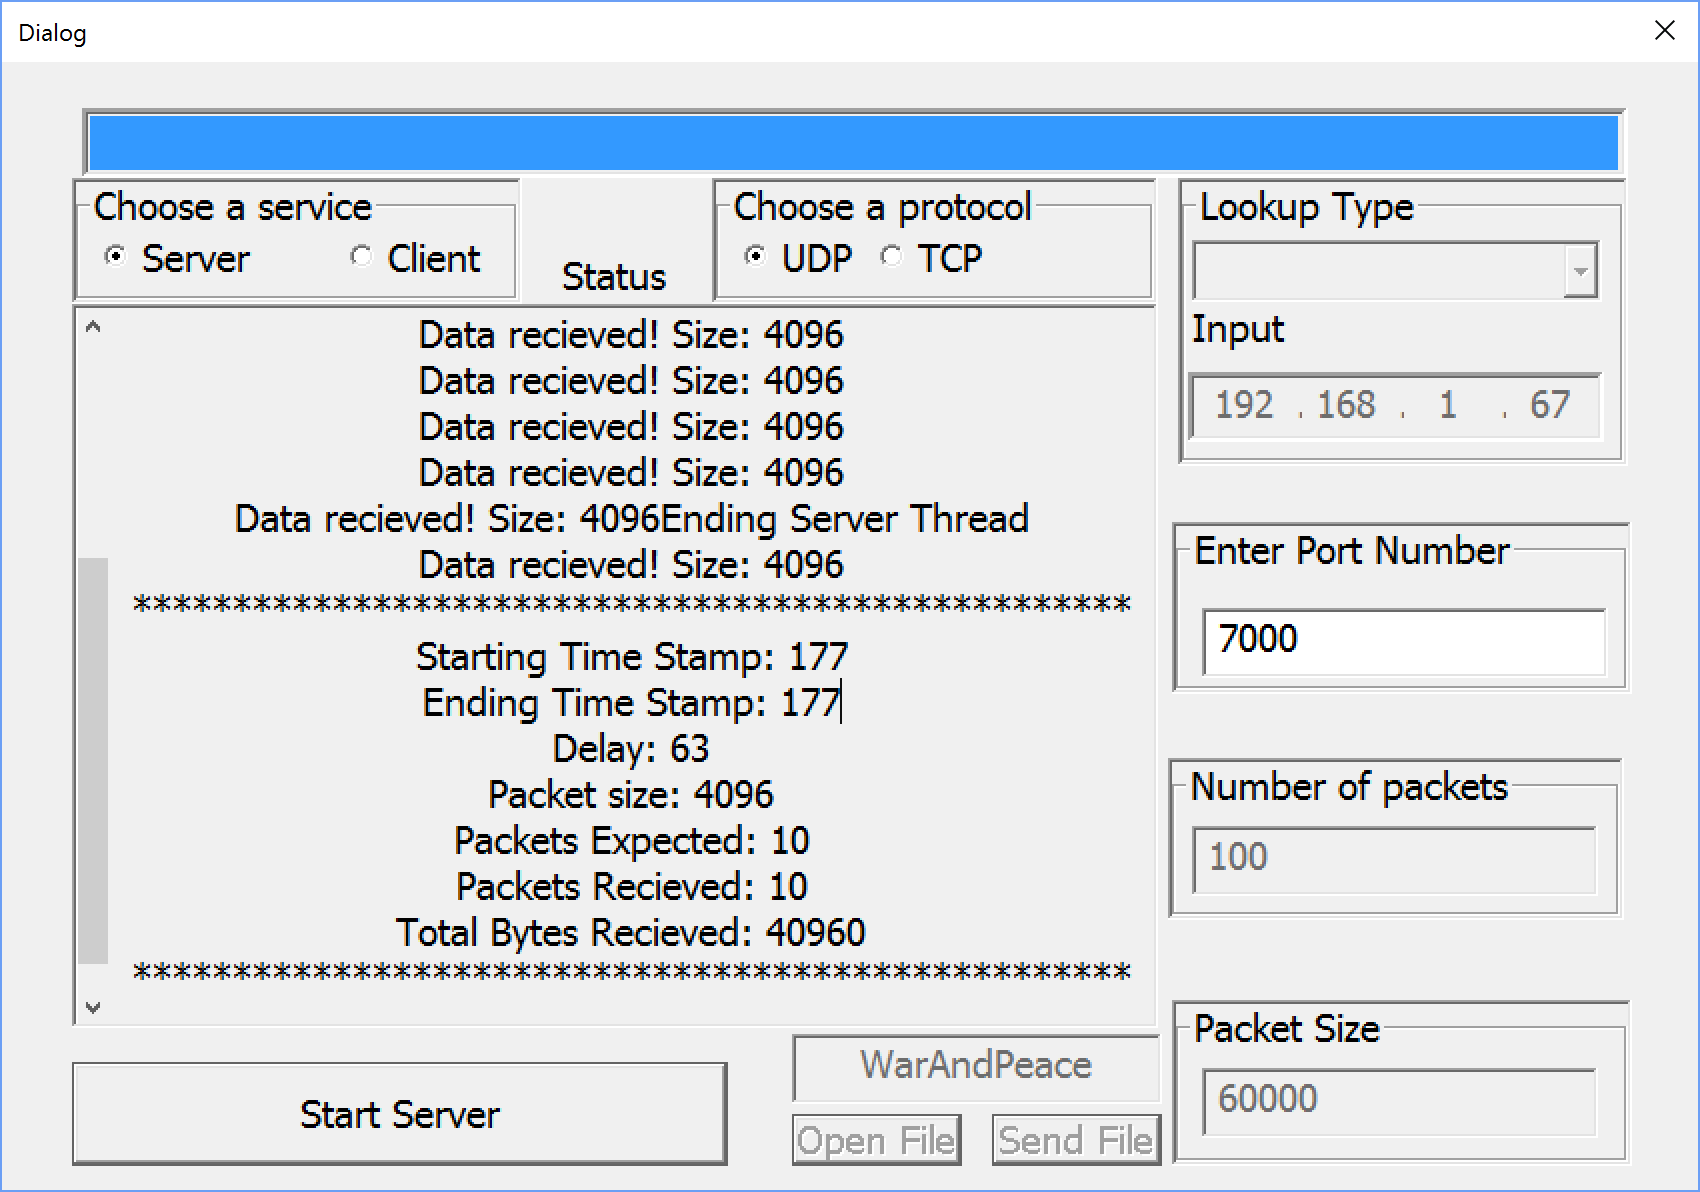 Dialog
Choose a service
Server Client
Status
Choose a protocol
UDP TCP
Lookup Type
Input
192 . 168 . 1 . 67
Data recieved! Size: 4096
Data recieved! Size: 4096
Data recieved! Size: 4096
Data recieved! Size: 4096
Data recieved! Size: 4096Ending Server Thread
Data recieved! Size: 4096
**************************************************
Starting Time Stamp: 177
Ending Time Stamp: 177
Delay: 63
Packet size: 4096
Packets Expected: 10
Packets Recieved: 10
Total Bytes Recieved: 40960
**************************************************
Enter Port Number
7000
Number of packets
100
Packet Size
60000
Start Server
WarAndPeace
Open File Send File